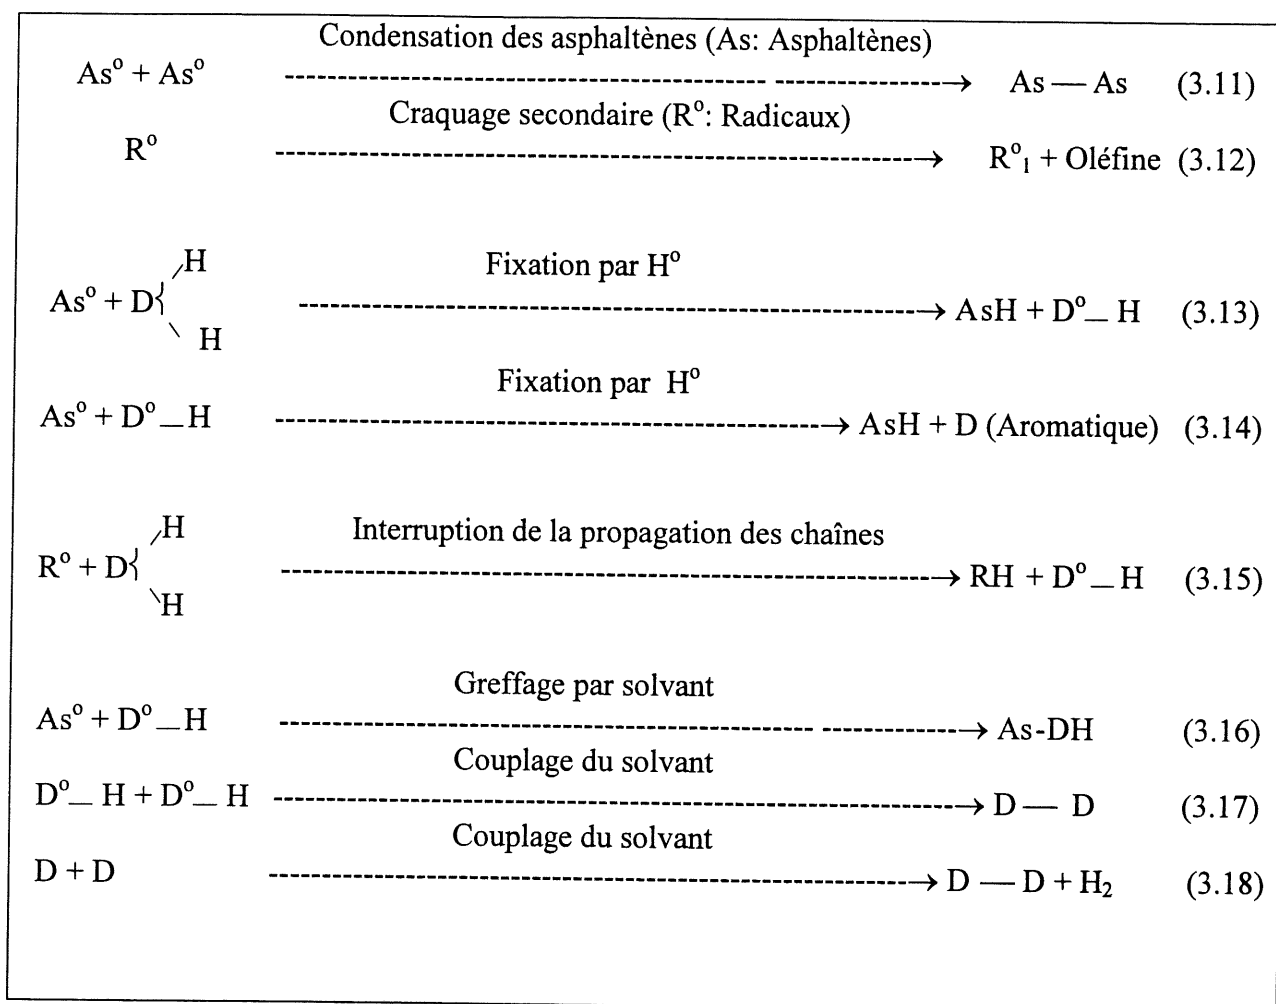 Condensation des asphaltènes (As: Asphaltènes)
As° + As° ----------→ As — As (3.11)
Craquage secondaire (R°: Radicaux)
R° ----------→ R°₁ + Oléfine (3.12)
H
Fixation par H°
As° + D{ ----------→ AsH + D°_ H (3.13)
H
Fixation par H°
As° + D°_H ----------→ AsH + D (Aromatique) (3.14)
H
Interruption de la propagation des chaînes
R° + D{ ----------→ RH + D°_ H (3.15)
H
Greffage par solvant
As° + D°_H ----------→ As-DH (3.16)
Couplage du solvant
D°_ H + D°_ H ----------→ D — D (3.17)
Couplage du solvant
D + D ----------→ D — D + H₂ (3.18)